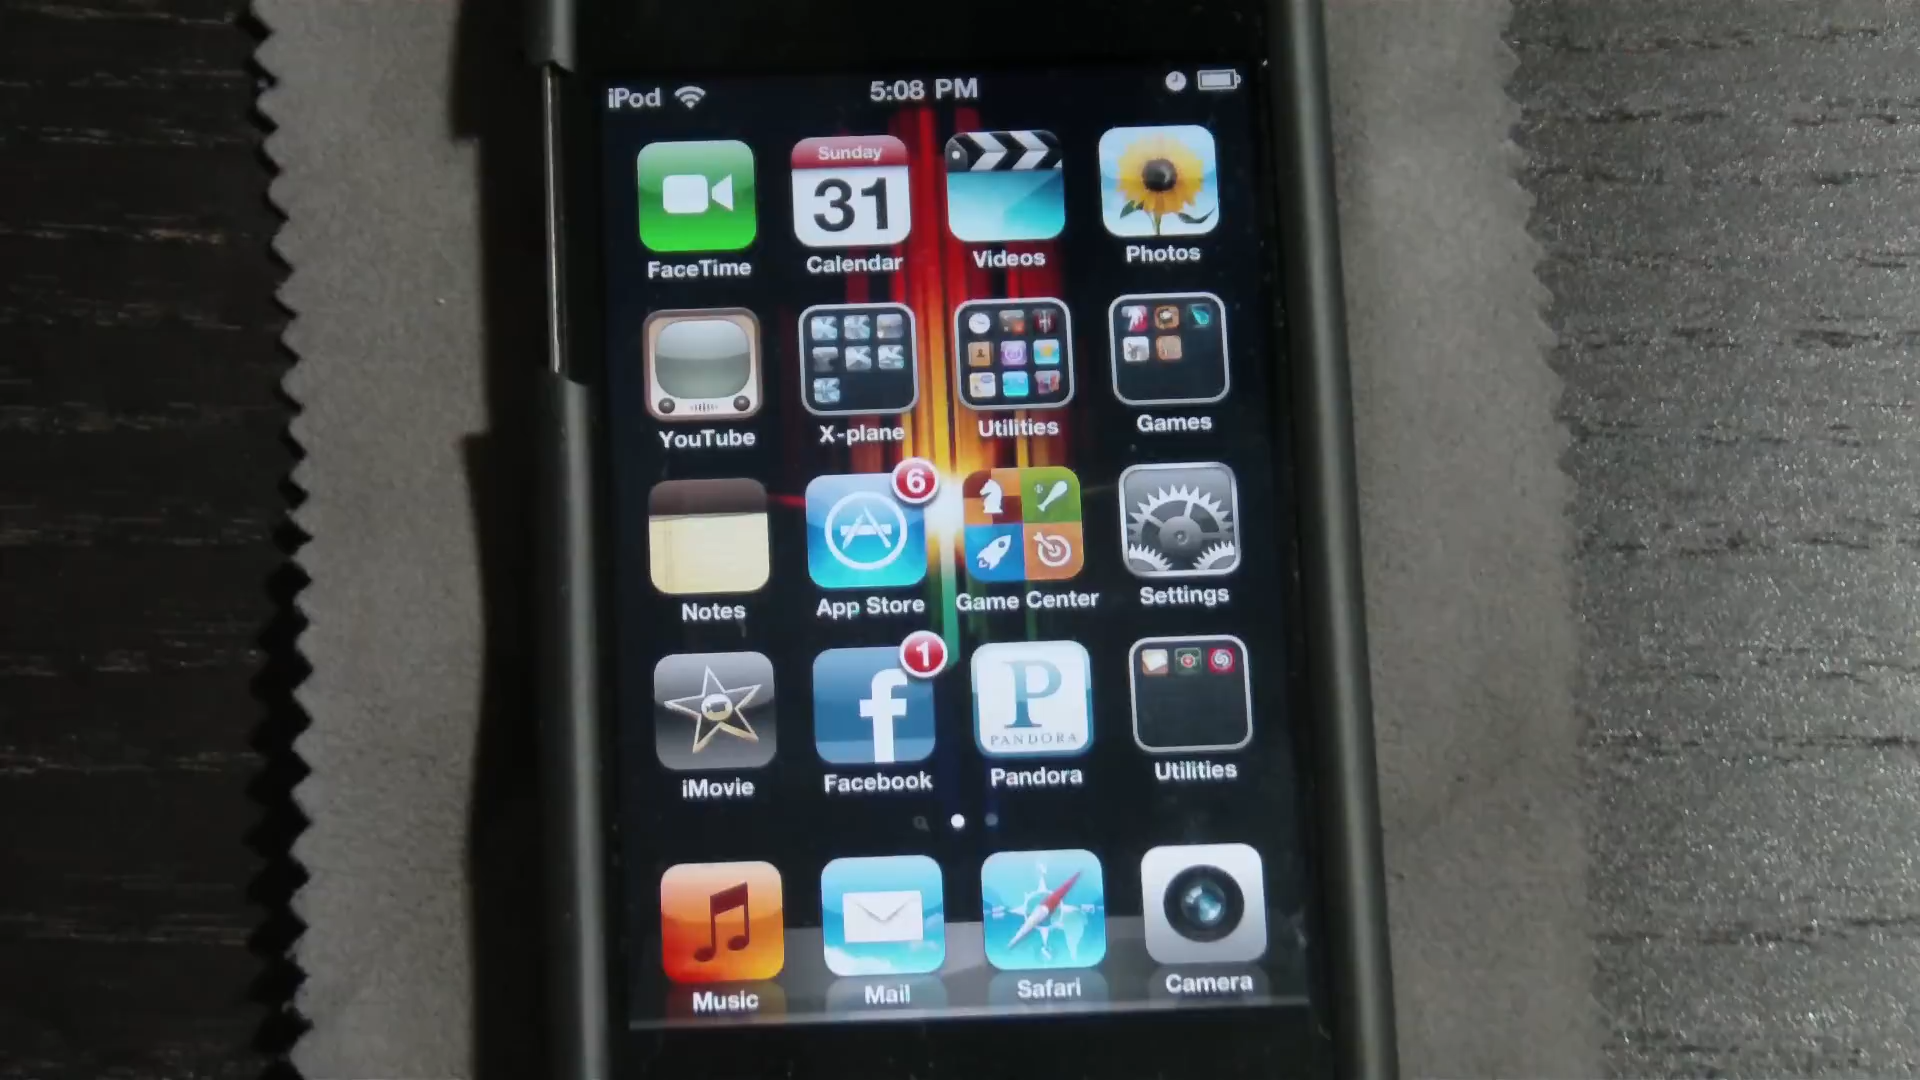 iPod 5:08 PM
Sunday
31
FaceTime Calendar Videos Photos
YouTube X-plane Utilities Games
6
Notes App Store Game Center Settings
1
P
PANDORA
iMovie Facebook Pandora Utilities
Music Mail Safari Camera